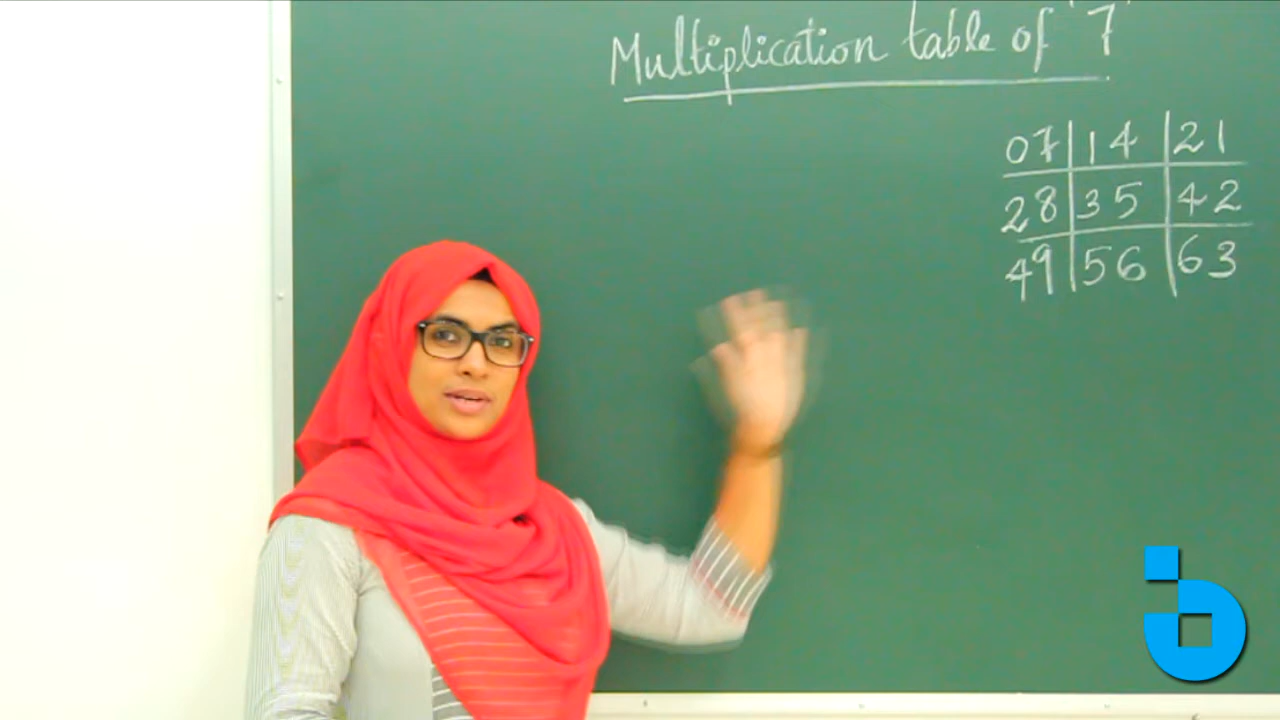 Multiplication table of '7'
07 14 21
28 35 42
49 56 63